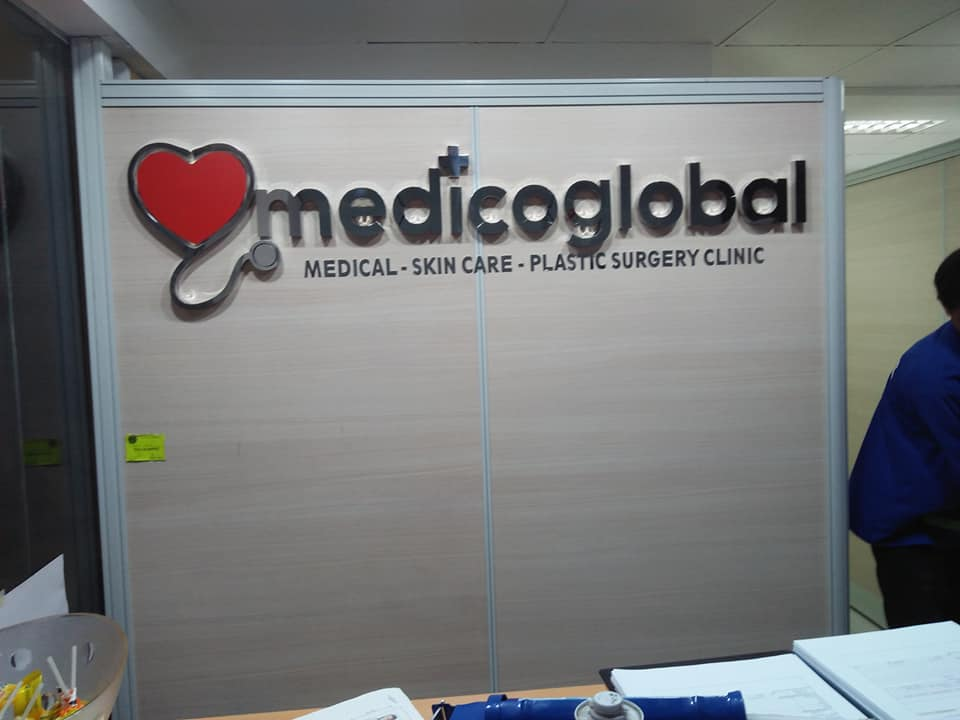 medicoglobal
MEDICAL - SKIN CARE - PLASTIC SURGERY CLINIC